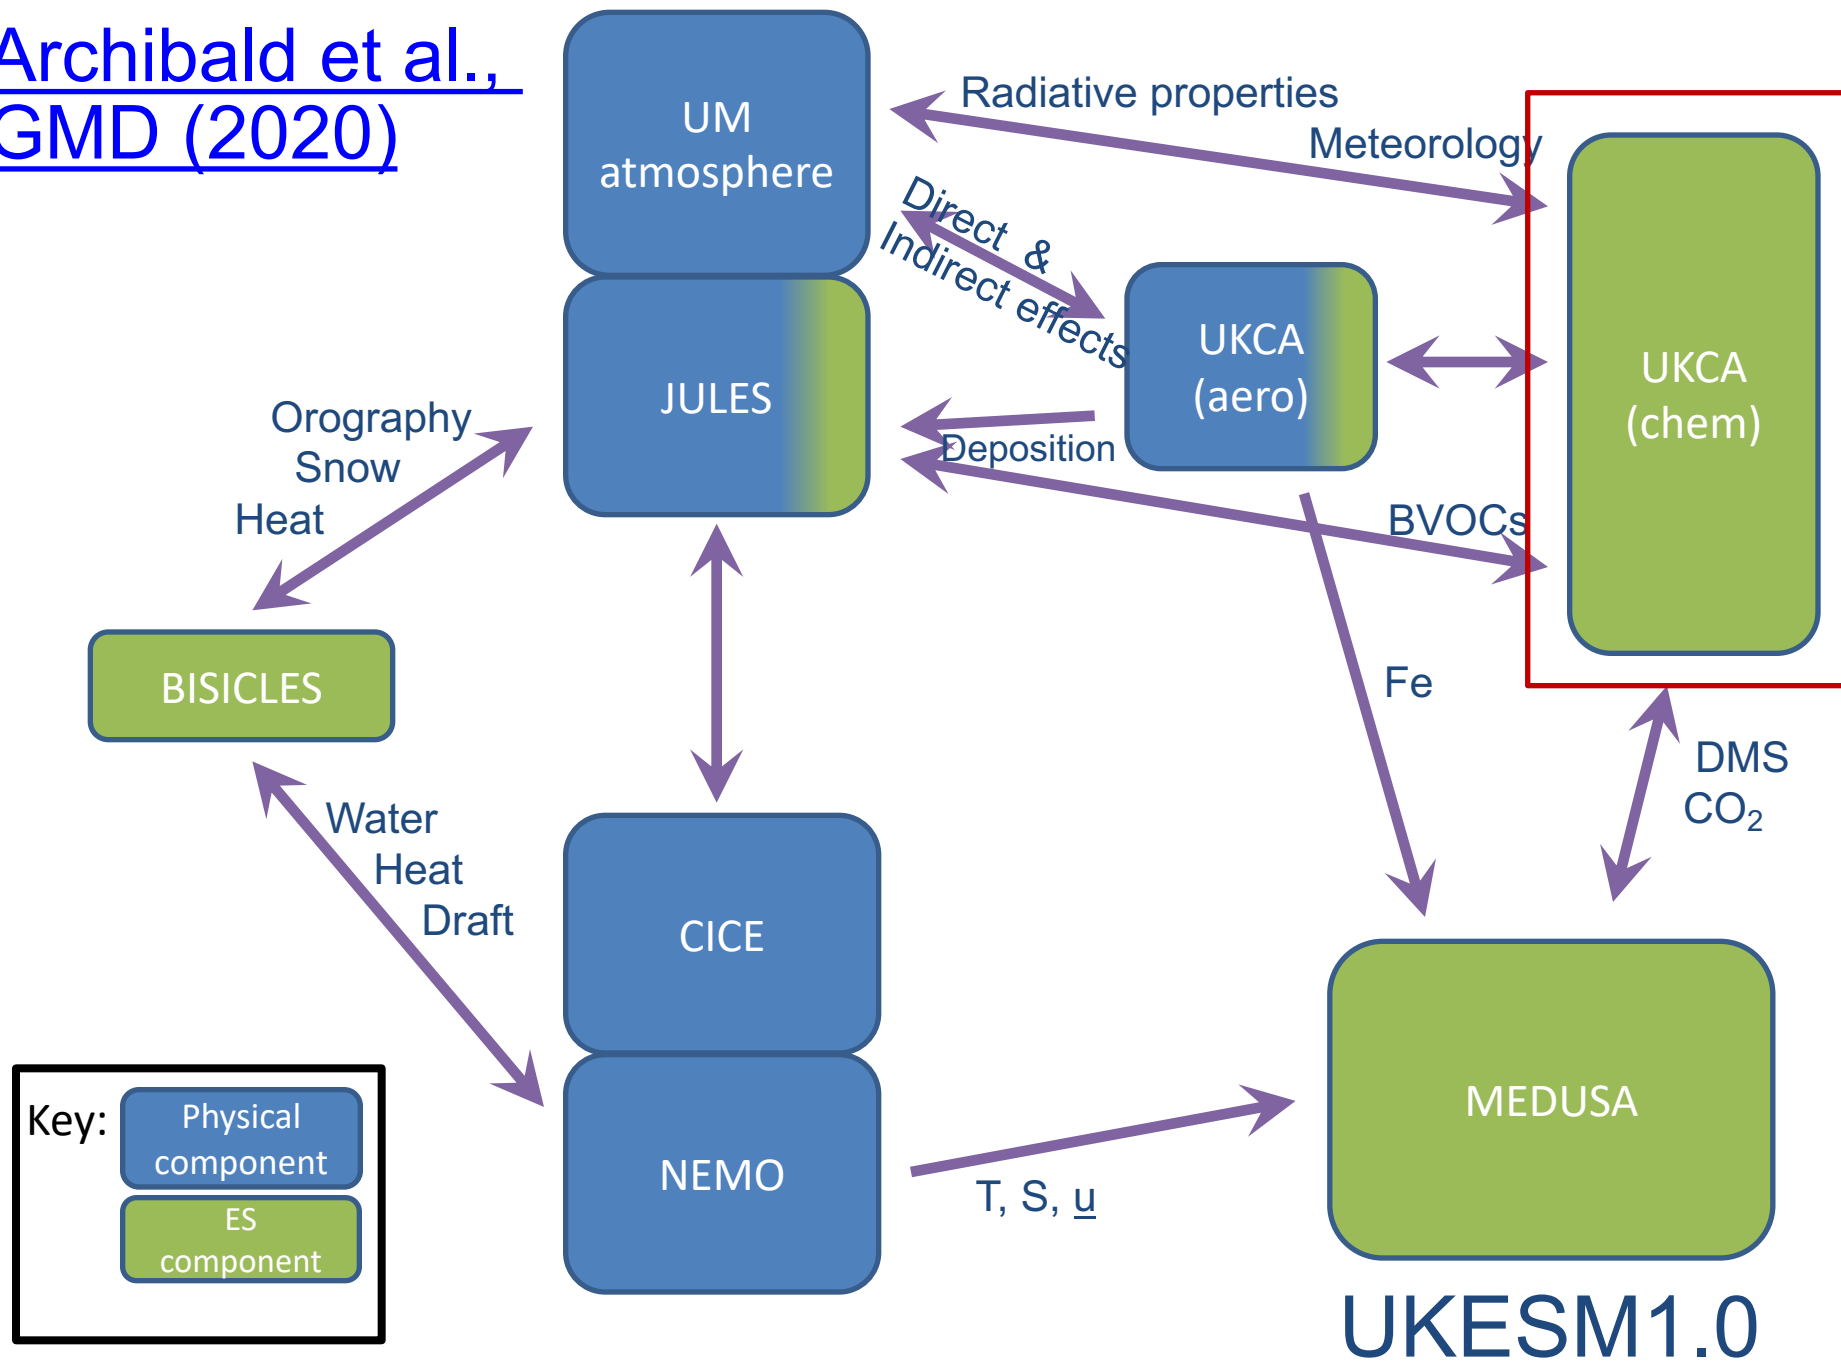 Archibald et al.,
GMD (2020)
UM
atmosphere
Radiative properties
Meteorology
Direct &
Indirect effects
JULES
UKCA
(aero)
UKCA
(chem)
Orography
Snow
Heat
Deposition
BVOCs
BISICLES
Fe
DMS
CO₂
Water
Heat
Draft
CICE
NEMO
MEDUSA
T, S, u
Key:
Physical
component
ES
component
UKESM1.0